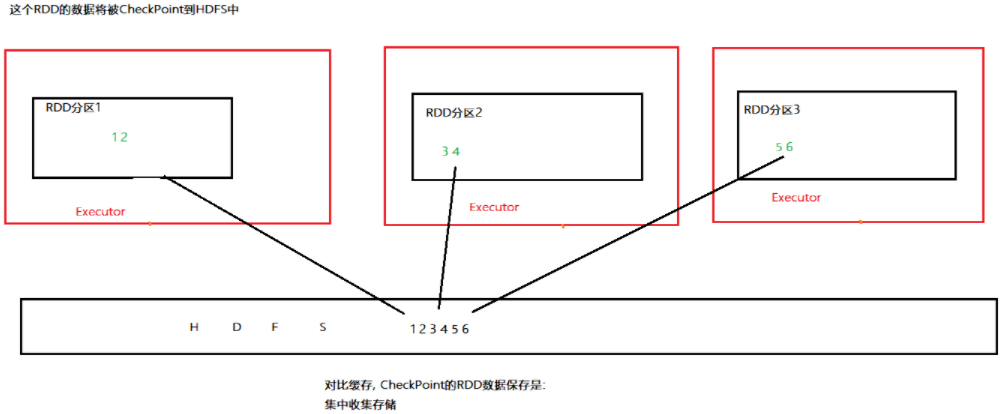 这个RDD的数据将被CheckPoint到HDFS中
RDD分区1
1 2
Executor
RDD分区2
3 4
Executor
RDD分区3
5 6
Executor
H D F S 1 2 3 4 5 6
对比缓存, CheckPoint的RDD数据保存是:
集中收集存储